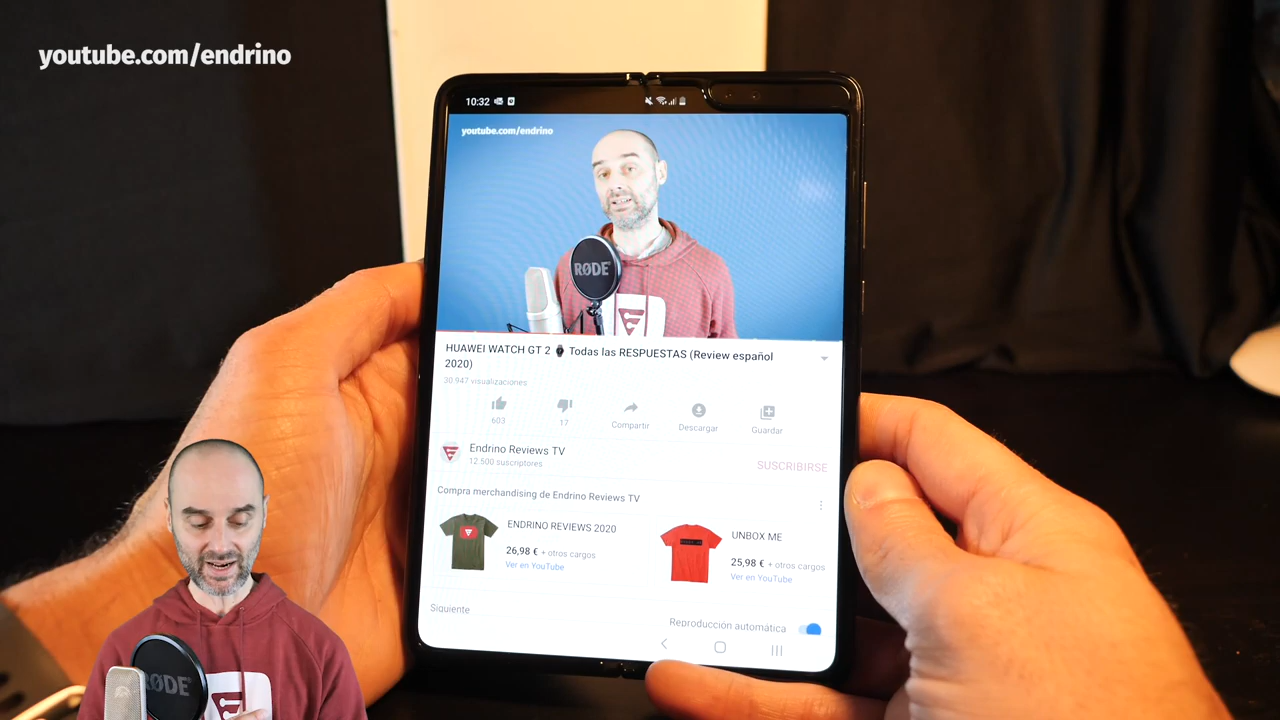 youtube.com/endrino
10:32
youtube.com/endrino
RØDE
HUAWEI WATCH GT 2 ⌚ Todas las RESPUESTAS (Review español
2020)
30.947 visualizaciones
603
17
Compartir
Descargar
Guardar
Endrino Reviews TV
12.500 suscriptores
SUSCRIBIRSE
Compra merchandising de Endrino Reviews TV
ENDRINO REVIEWS 2020
26,98 € + otros cargos
Ver en YouTube
UNBOX ME
25,98 € + otros cargos
Ver en YouTube
Siguiente
Reproducción automática
RØDE